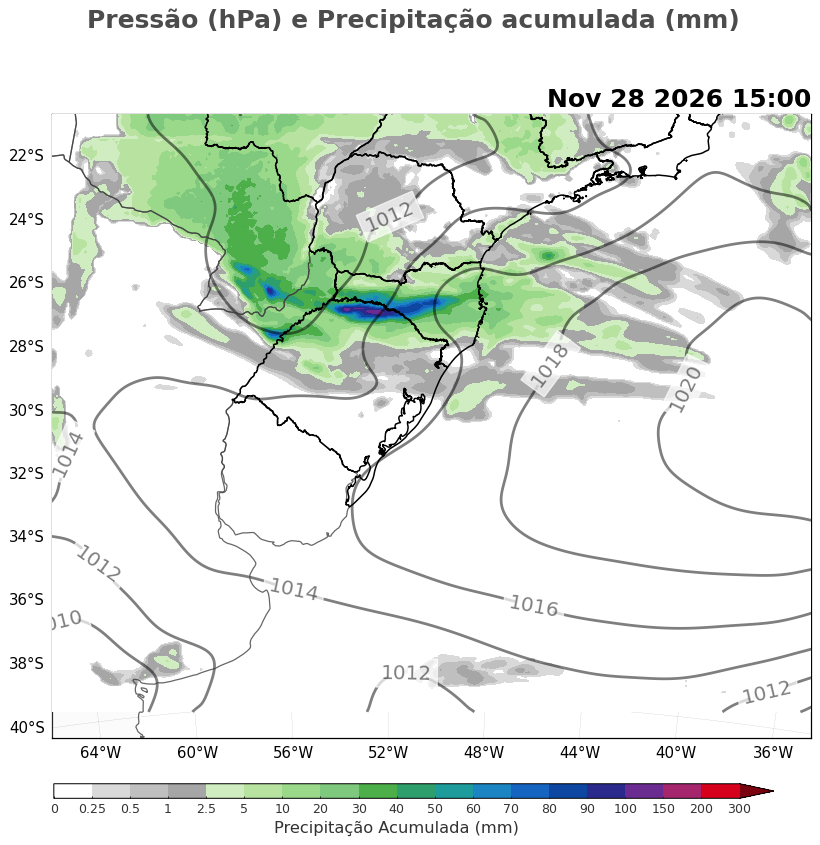 Pressão (hPa) e Precipitação acumulada (mm)
Nov 28 2026 15:00
22°S
24°S
1012
26°S
28°S
1018
1020
30°S
1014
32°S
34°S
1012
1014
1016
36°S
010
38°S
1012
1012
40°S
64°W 60°W 56°W 52°W 48°W 44°W 40°W 36°W
0 0.25 0.5 1 2.5 5 10 20 30 40 50 60 70 80 90 100 150 200 300
Precipitação Acumulada (mm)